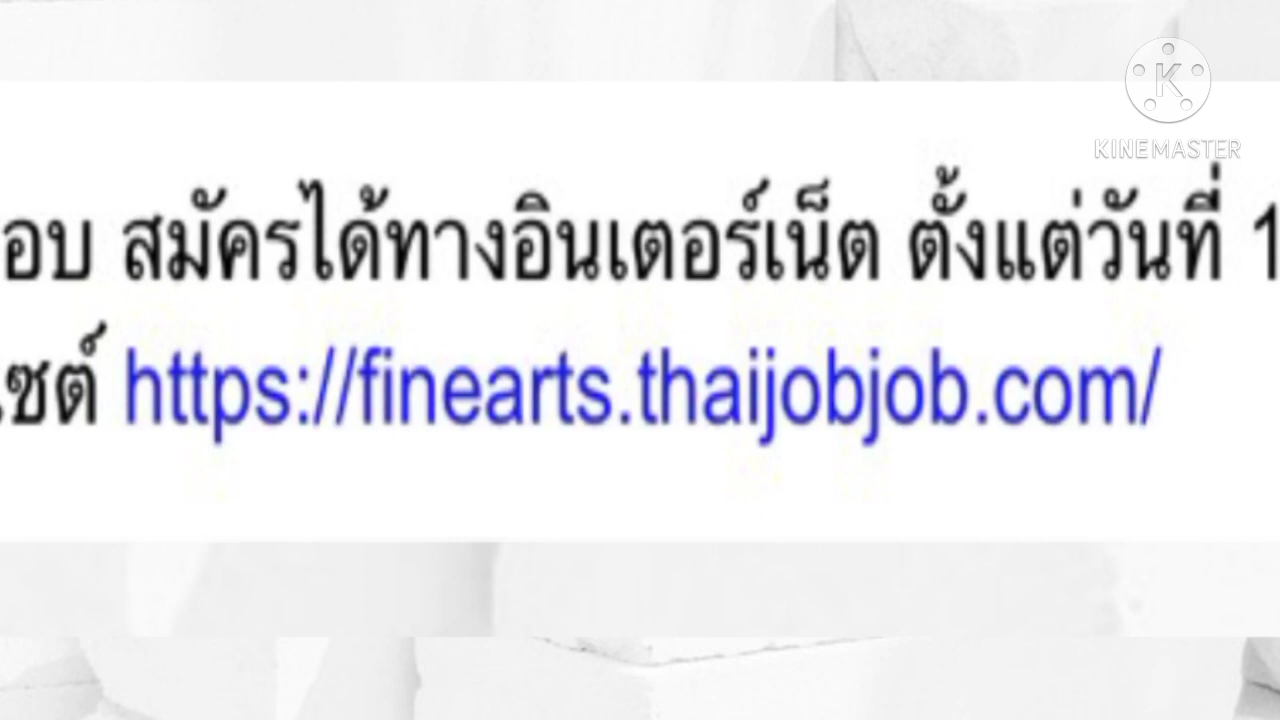 KINEMASTER
อบ สมัครได้ทางอินเตอร์เน็ต ตั้งแต่วันที่ 1
เซต์ https://finearts.thaijobjob.com/